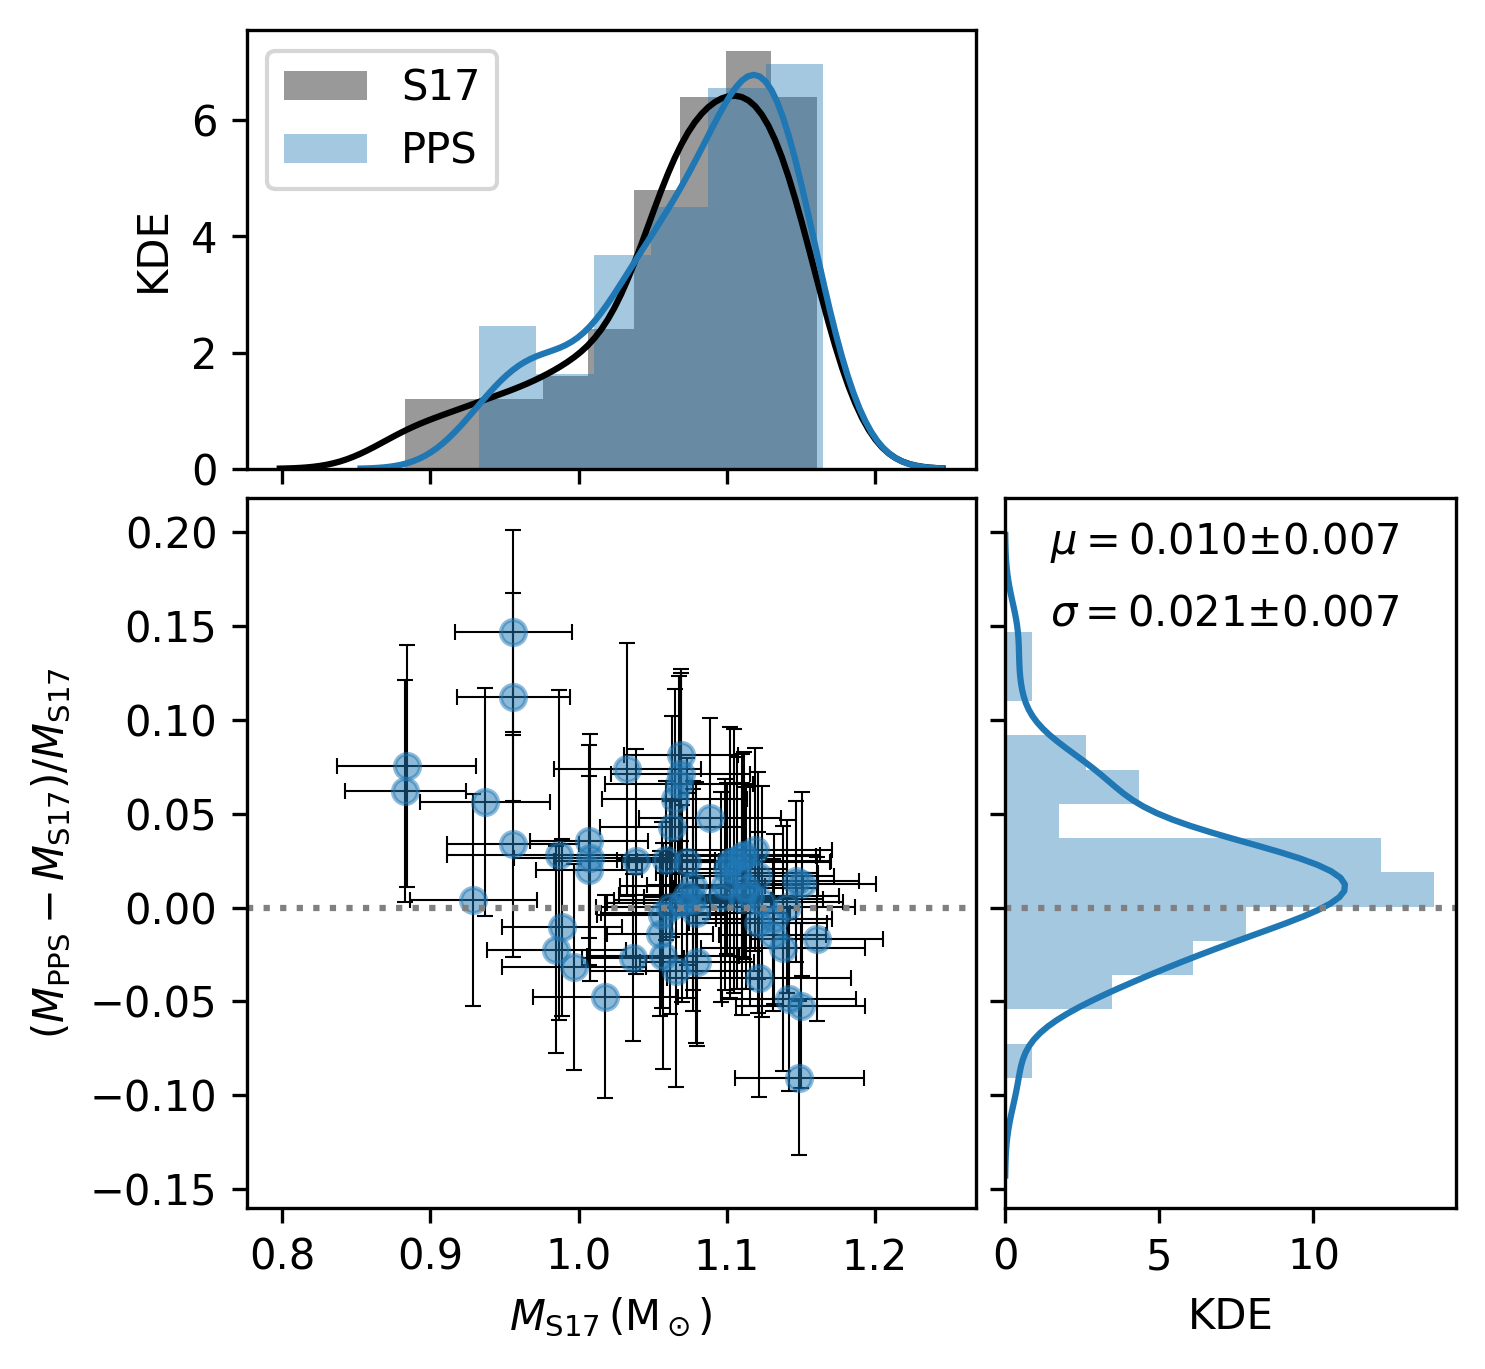 S17
PPS
KDE
6
4
2
0
0.20
0.15
0.10
0.05
0.00
−0.05
−0.10
−0.15
(M_PPS − M_S17)/M_S17
0.8 0.9 1.0 1.1 1.2
M_S17 (M_⊙)
μ = 0.010±0.007
σ = 0.021±0.007
0 5 10
KDE